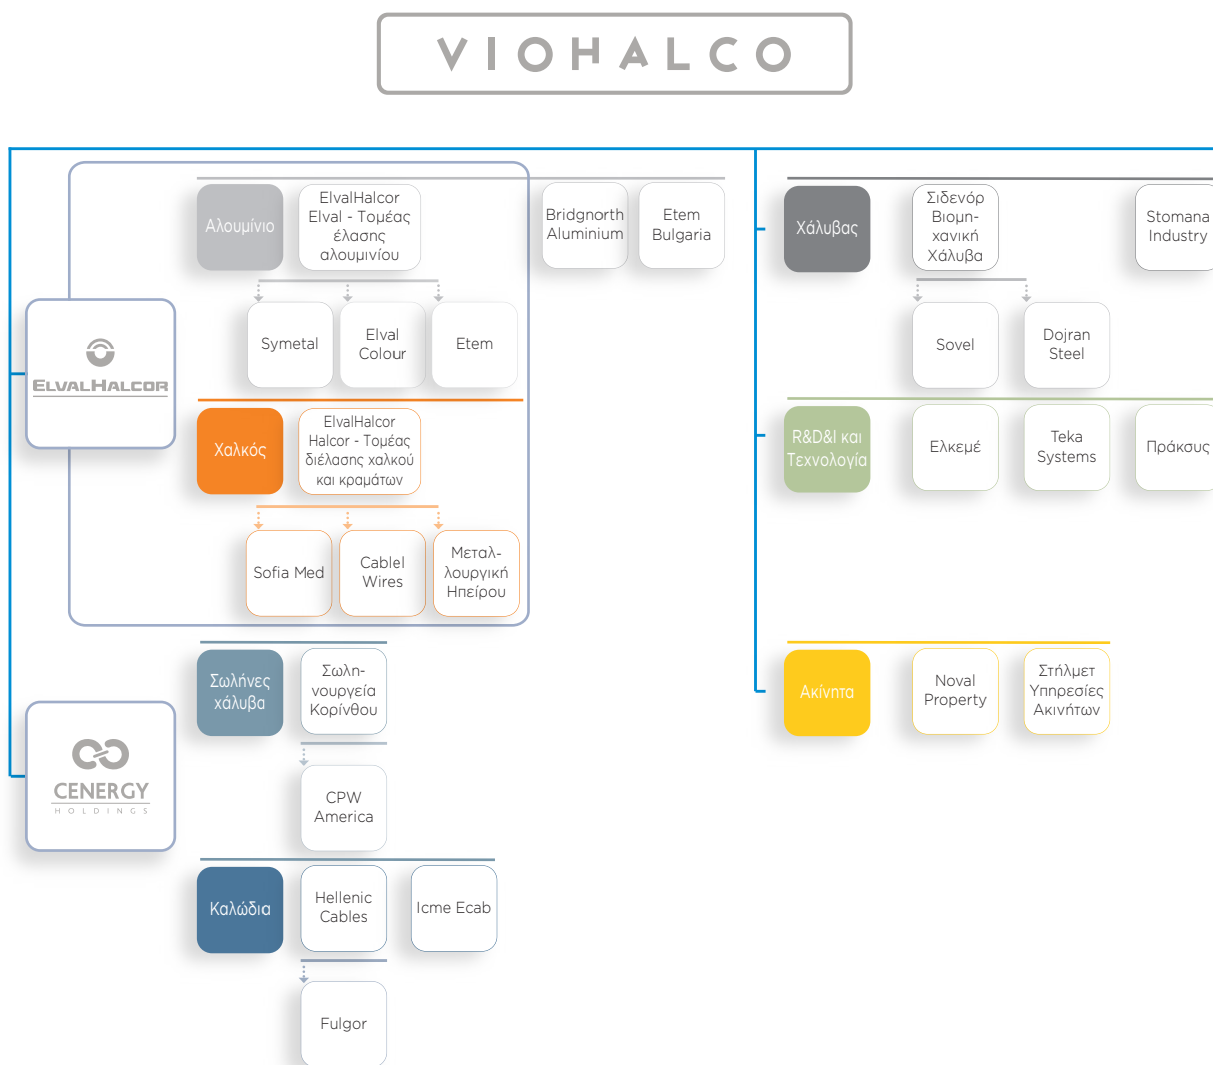 VIOHALCO
Αλουμίνιο
ElvalHalcor
Elval - Τομέας
έλασης
αλουμινίου
Bridgnorth
Aluminium
Etem
Bulgaria
Symetal
Elval
Colour
Etem
ELVALHALCOR
Χαλκός
ElvalHalcor
Halcor - Τομέας
διέλασης χαλκού
και κραμάτων
Sofia Med
Cablel
Wires
Μεταλ-
λουργική
Ηπείρου
Σωλήνες
χάλυβα
Σωλη-
νουργεία
Κορίνθου
CENERGY
HOLDINGS
CPW
America
Καλώδια
Hellenic
Cables
Icme Ecab
Fulgor
Χάλυβας
Σιδενόρ
Βιομη-
χανική
Χάλυβα
Stomana
Industry
Sovel
Dojran
Steel
R&D&I και
Τεχνολογία
Ελκεμέ
Teka
Systems
Πράκσυς
Ακίνητα
Noval
Property
Στήλμετ
Υπηρεσίες
Ακινήτων